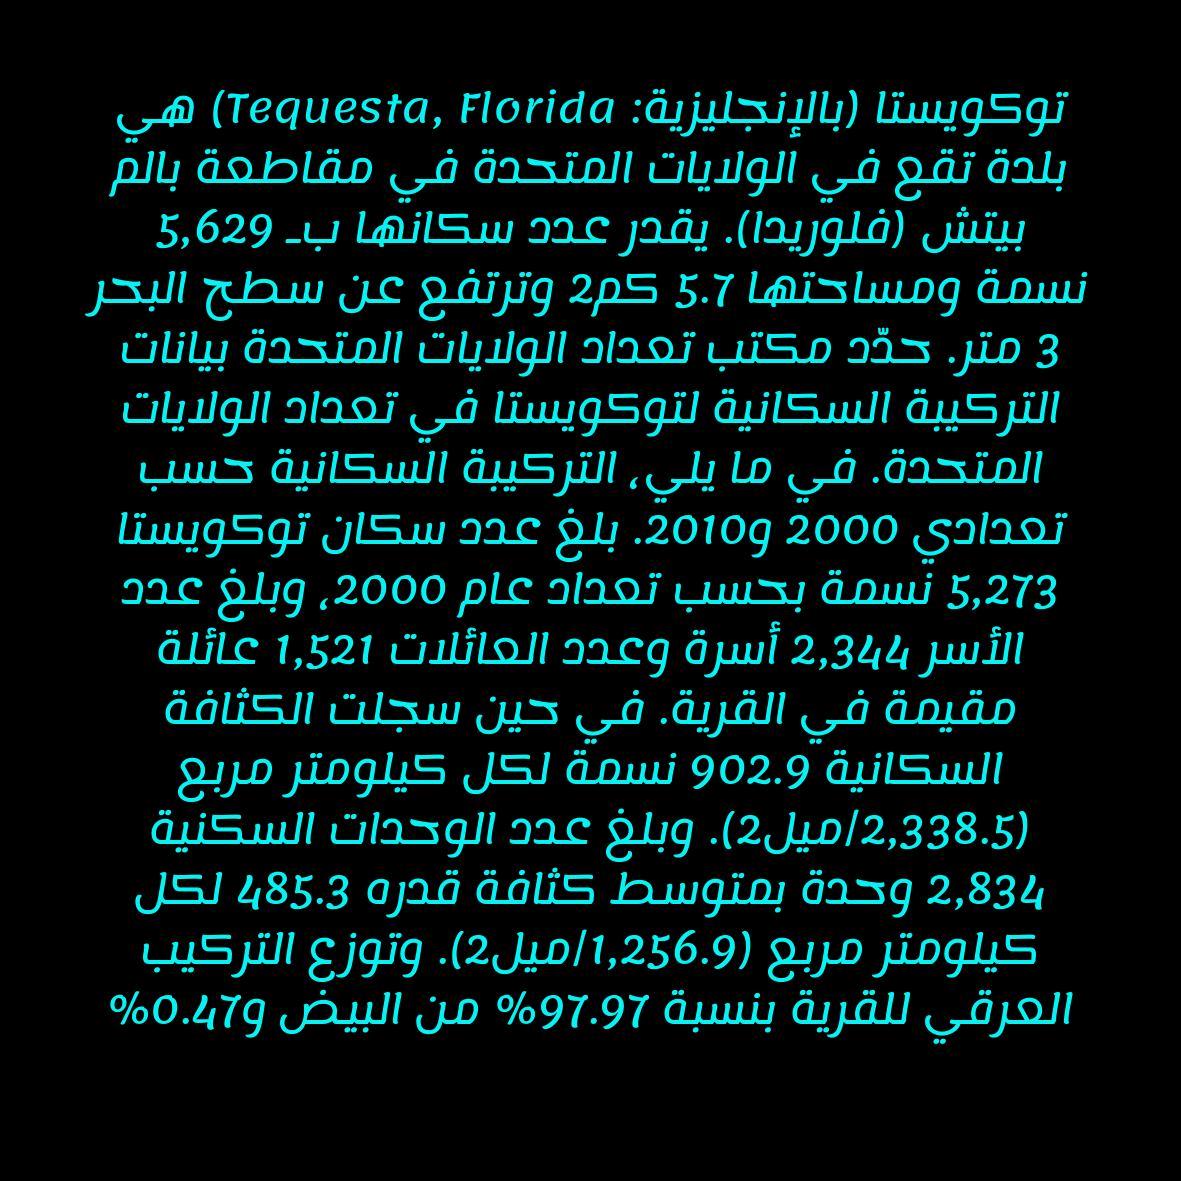 توكويستا (بالإنجليزية: Tequesta, Florida) هي
بلدة تقع في الولايات المتحدة في مقاطعة بالم
بيتش (فلوريدا). يقدر عدد سكانها بـ 5,629
نسمة ومساحتها 5.7 كم2 وترتفع عن سطح البحر
3 متر. حدّد مكتب تعداد الولايات المتحدة بيانات
التركيبة السكانية لتوكويستا في تعداد الولايات
المتحدة. في ما يلي، التركيبة السكانية حسب
تعدادي 2000 و2010. بلغ عدد سكان توكويستا
5,273 نسمة بحسب تعداد عام 2000، وبلغ عدد
الأسر 2,344 أسرة وعدد العائلات 1,521 عائلة
مقيمة في القرية. في حين سجلت الكثافة
السكانية 902.9 نسمة لكل كيلومتر مربع
(2,338.5/ميل2). وبلغ عدد الوحدات السكنية
2,834 وحدة بمتوسط كثافة قدره 485.3 لكل
كيلومتر مربع (1,256.9/ميل2). وتوزع التركيب
العرقي للقرية بنسبة 97.97% من البيض و0.47%